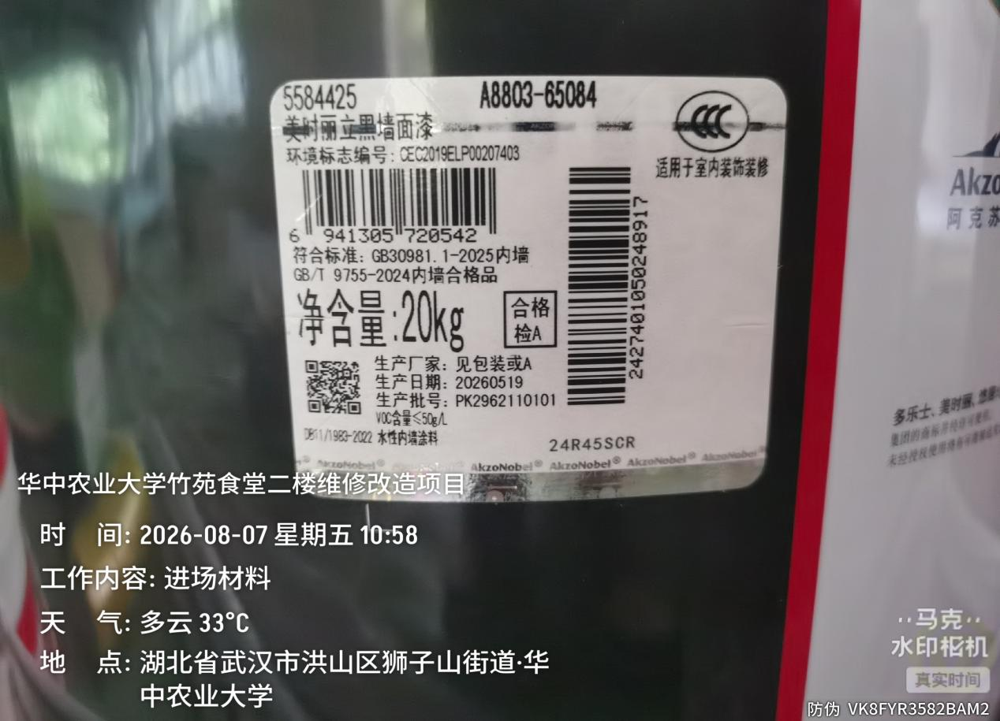 5584425
A8803-65084
美时丽立黑墙面漆
环境标志编号：CEC2019ELP00207403
适用于室内装饰装修
6 941305 720542
符合标准：GB30981.1-2025内墙
GB/T 9755-2024内墙合格品
净含量:20kg
合格
检A
生产厂家：见包装或A
生产日期：20260519
生产批号：PK2962110101
VOC含量≤50g/L
DB11/1983-2022 水性内墙涂料
2427401050248917
24R45SCR
AkzoNobel® AkzoNobel® AkzoNobel® AkzoNobel® AkzoNobel
Akzo
阿克苏
多乐士、美时丽、
集团的商标并经许可使用。
华中农业大学竹苑食堂二楼维修改造项目
时 间: 2026-08-07 星期五 10:58
工作内容: 进场材料
天 气: 多云 33°C
地 点: 湖北省武汉市洪山区狮子山街道·华
中农业大学
马克
水印相机
真实时间
防伪 VK8FYR3582BAM2